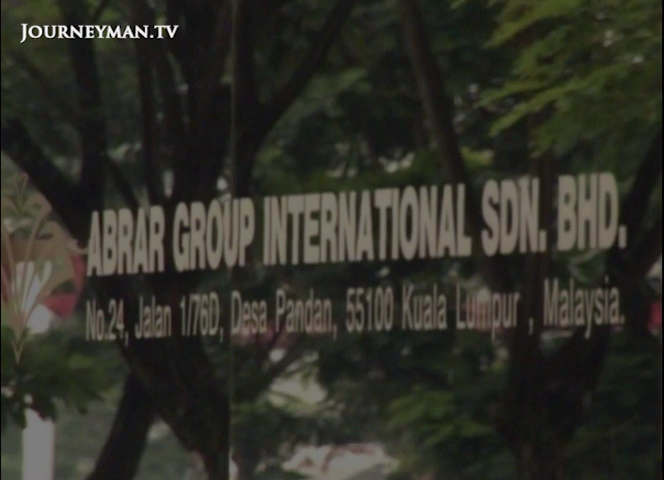 JOURNEYMAN.TV
ABRAR GROUP INTERNATIONAL SDN. BHD.
No.24, Jalan 1/76D, Desa Pandan, 55100 Kuala Lumpur , Malaysia.